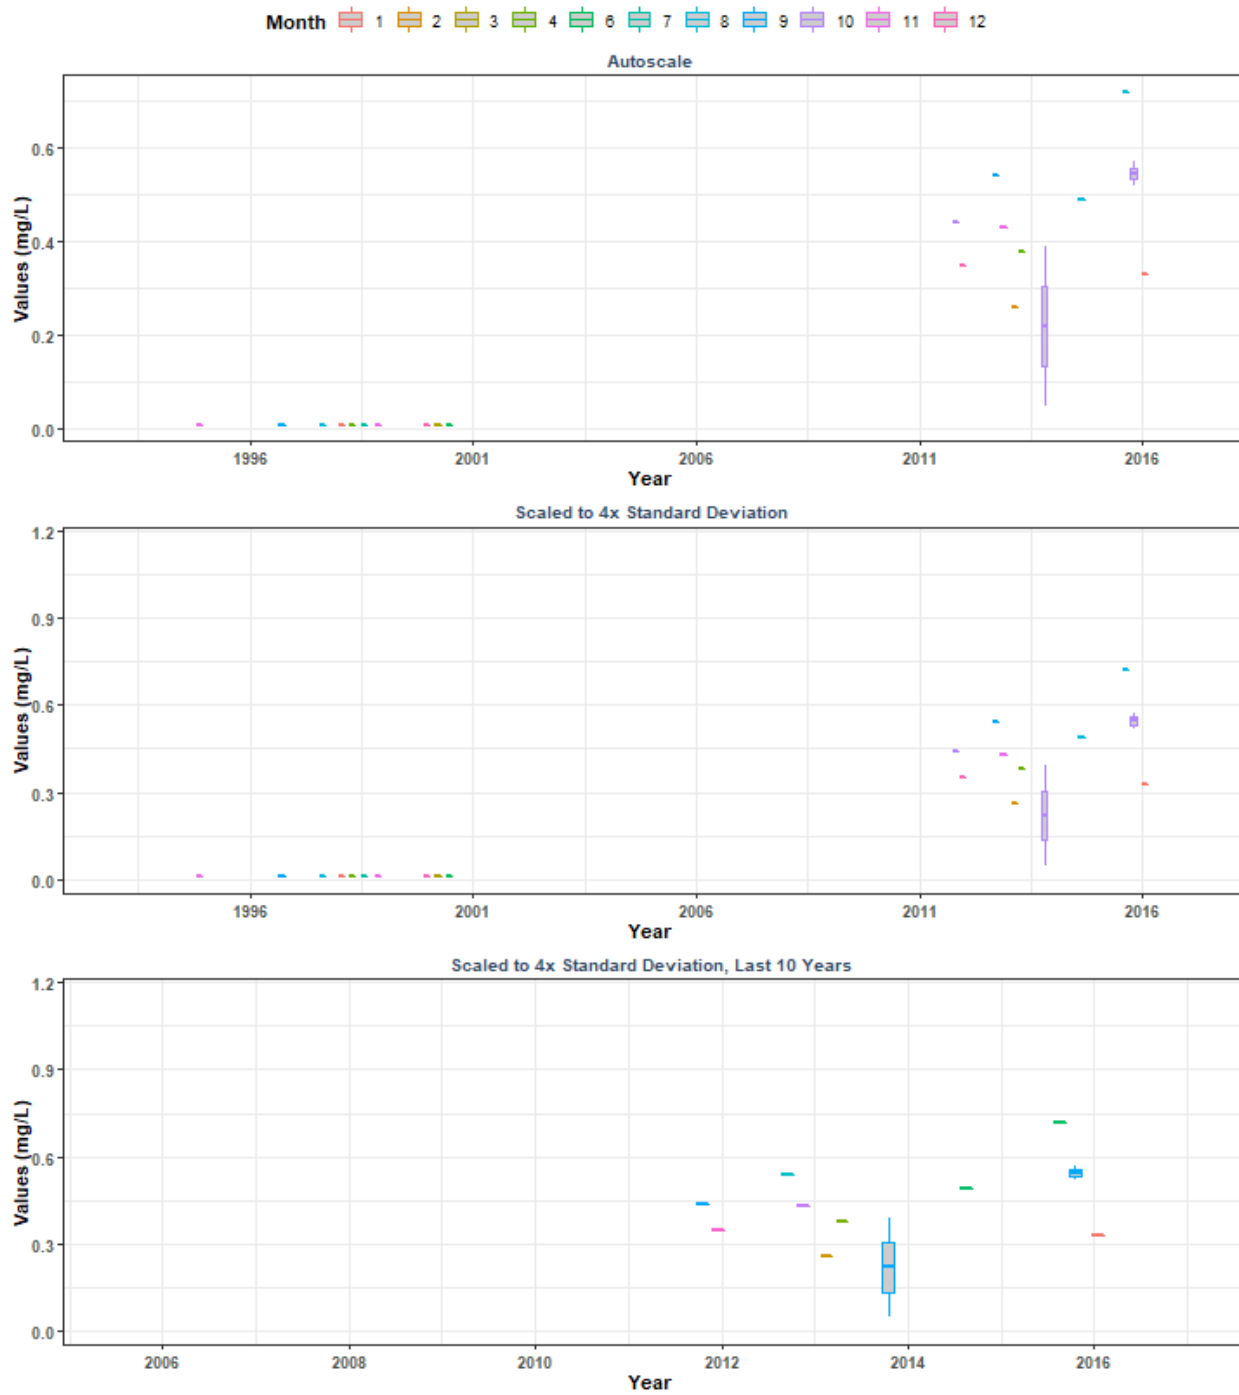 Month 1 2 3 4 6 7 8 9 10 11 12
Autoscale
Values (mg/L)
0.6
0.4
0.2
0.0
1996 2001 2006 2011 2016
Year
Scaled to 4x Standard Deviation
Values (mg/L)
1.2
0.9
0.6
0.3
0.0
1996 2001 2006 2011 2016
Year
Scaled to 4x Standard Deviation, Last 10 Years
Values (mg/L)
1.2
0.9
0.6
0.3
0.0
2006 2008 2010 2012 2014 2016
Year